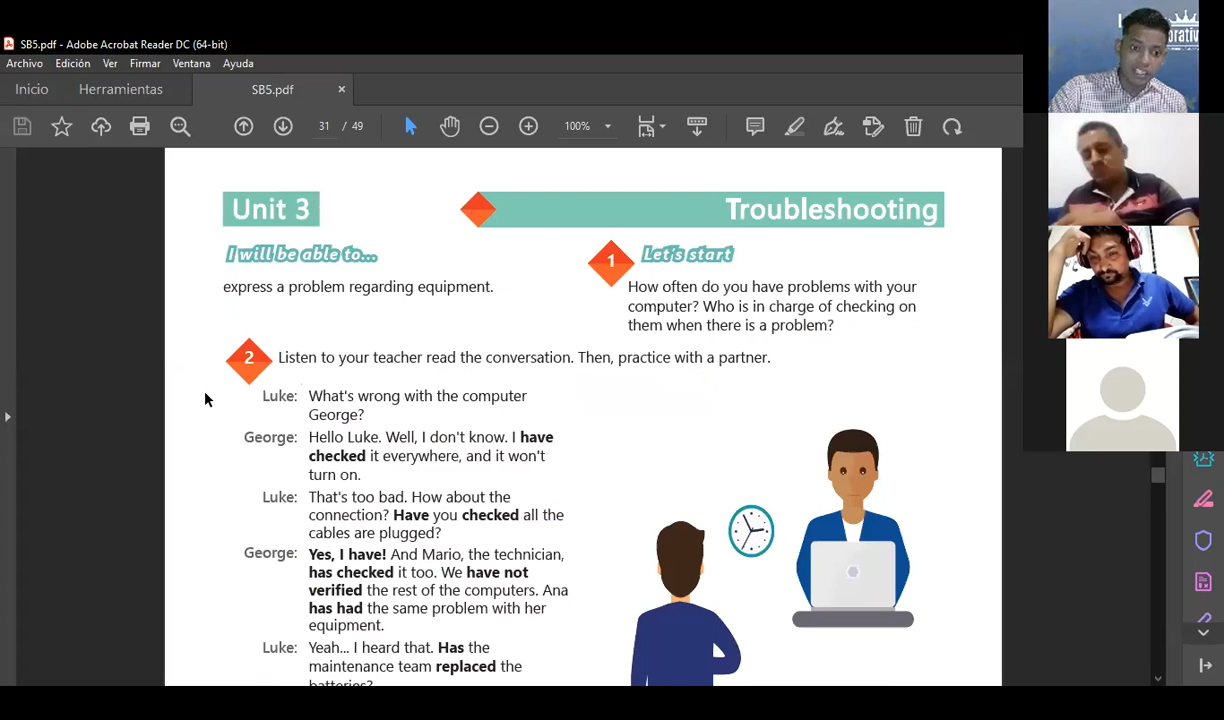 SB5.pdf - Adobe Acrobat Reader DC (64-bit)
Archivo Edición Ver Firmar Ventana Ayuda
Inicio Herramientas SB5.pdf ×
31 / 49 100%
Unit 3 Troubleshooting
I will be able to...
express a problem regarding equipment.
1 Let's start
How often do you have problems with your
computer? Who is in charge of checking on
them when there is a problem?
2 Listen to your teacher read the conversation. Then, practice with a partner.
Luke: What's wrong with the computer
George?
George: Hello Luke. Well, I don't know. I have
checked it everywhere, and it won't
turn on.
Luke: That's too bad. How about the
connection? Have you checked all the
cables are plugged?
George: Yes, I have! And Mario, the technician,
has checked it too. We have not
verified the rest of the computers. Ana
has had the same problem with her
equipment.
Luke: Yeah... I heard that. Has the
maintenance team replaced the
batteries?